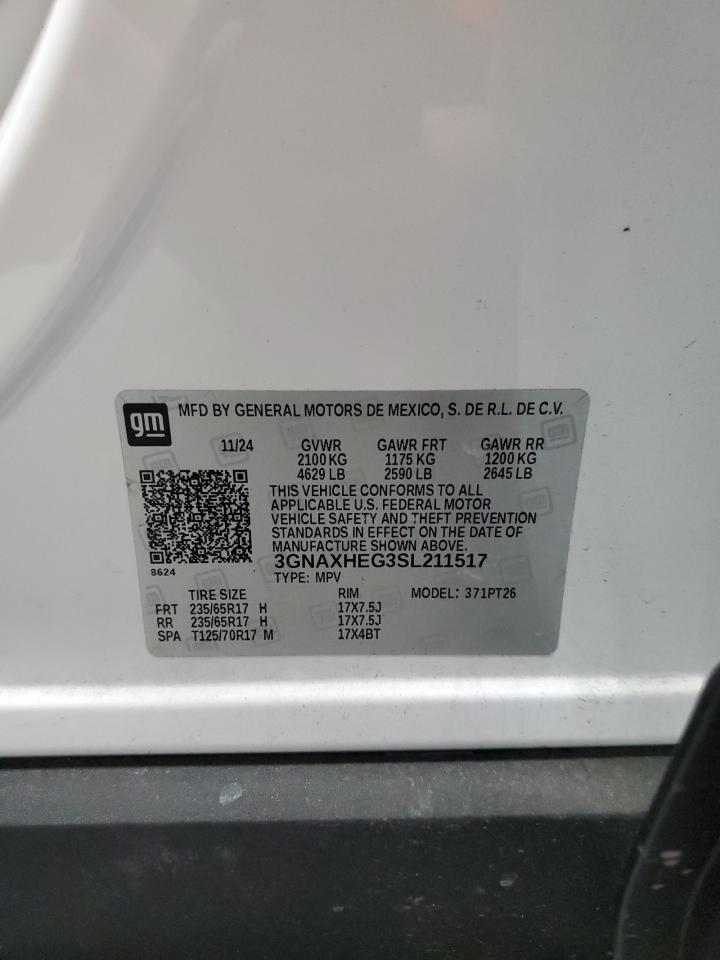 gm MFD BY GENERAL MOTORS DE MEXICO, S. DE R.L. DE C.V.
11/24 GVWR GAWR FRT GAWR RR
2100 KG 1175 KG 1200 KG
4629 LB 2590 LB 2645 LB
THIS VEHICLE CONFORMS TO ALL
APPLICABLE U.S. FEDERAL MOTOR
VEHICLE SAFETY AND THEFT PREVENTION
STANDARDS IN EFFECT ON THE DATE OF
MANUFACTURE SHOWN ABOVE.
8624 3GNAXHEG3SL211517
TYPE: MPV
TIRE SIZE RIM MODEL: 371PT26
FRT 235/65R17 H 17X7.5J
RR 235/65R17 H 17X7.5J
SPA T125/70R17 M 17X4BT